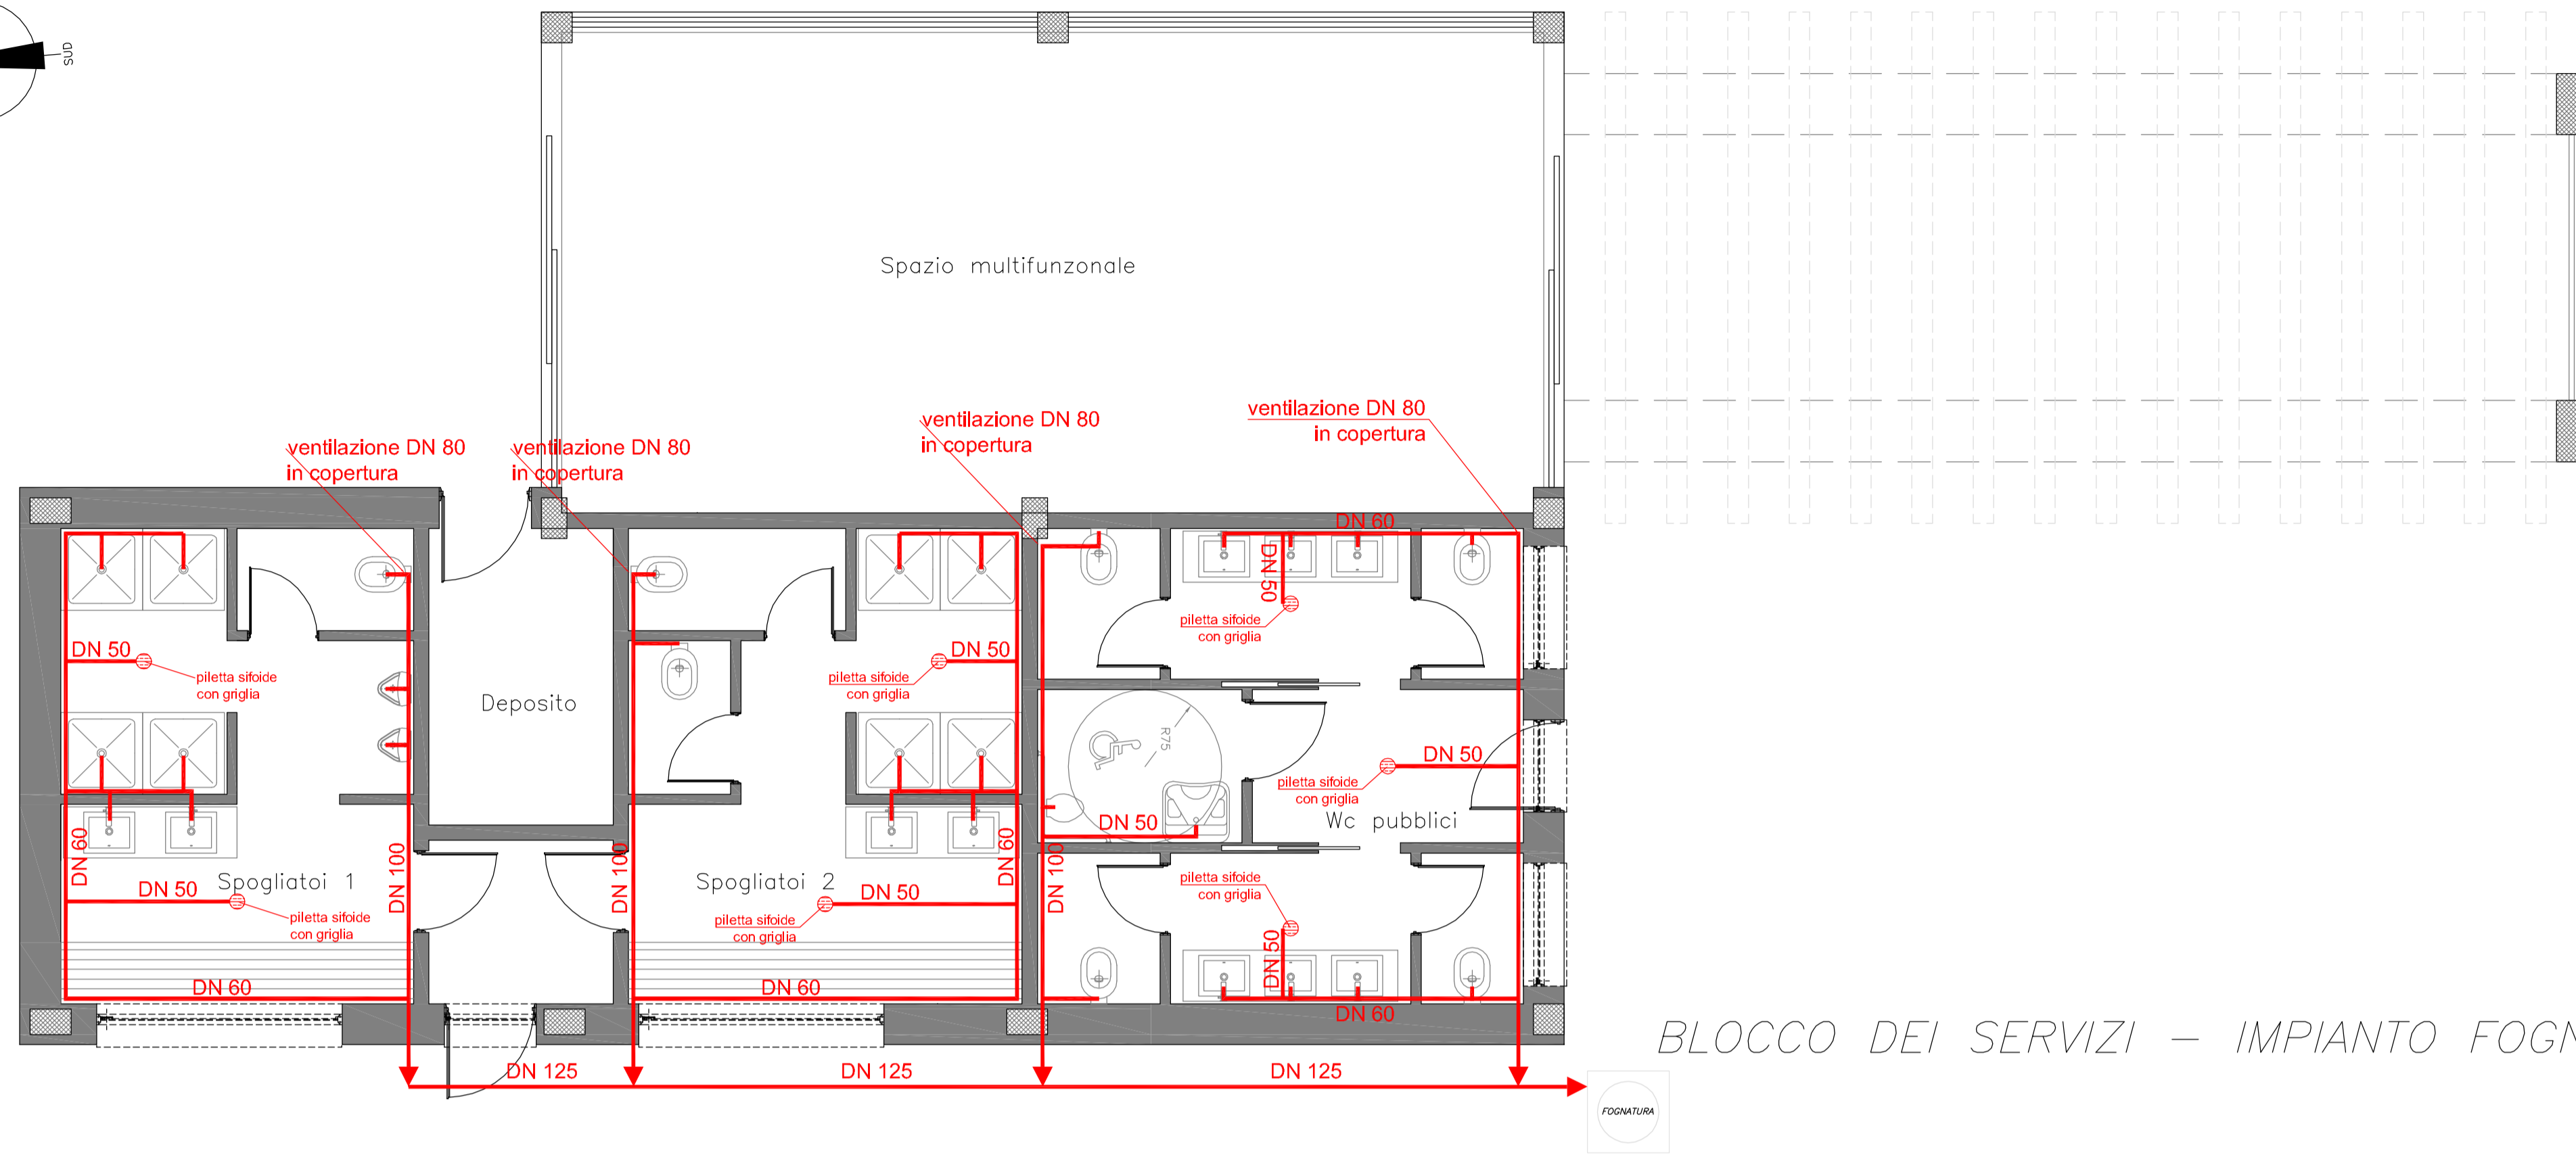 SUD
Spazio multifunzonale
ventilazione DN 80
in copertura
ventilazione DN 80
in copertura
ventilazione DN 80
in copertura
ventilazione DN 80
in copertura
DN 60
DN 50
piletta sifoide
con griglia
DN 50
piletta sifoide
con griglia
DN 50
piletta sifoide
con griglia
Deposito
R75
DN 50
piletta sifoide
con griglia
DN 50
Wc pubblici
DN 60
DN 100
DN 100
DN 60
DN 100
Spogliatoi 1
DN 50
piletta sifoide
con griglia
Spogliatoi 2
DN 50
piletta sifoide
con griglia
piletta sifoide
con griglia
DN 50
DN 60
DN 60
DN 60
DN 125
DN 125
DN 125
FOGNATURA
BLOCCO DEI SERVIZI – IMPIANTO FOGN